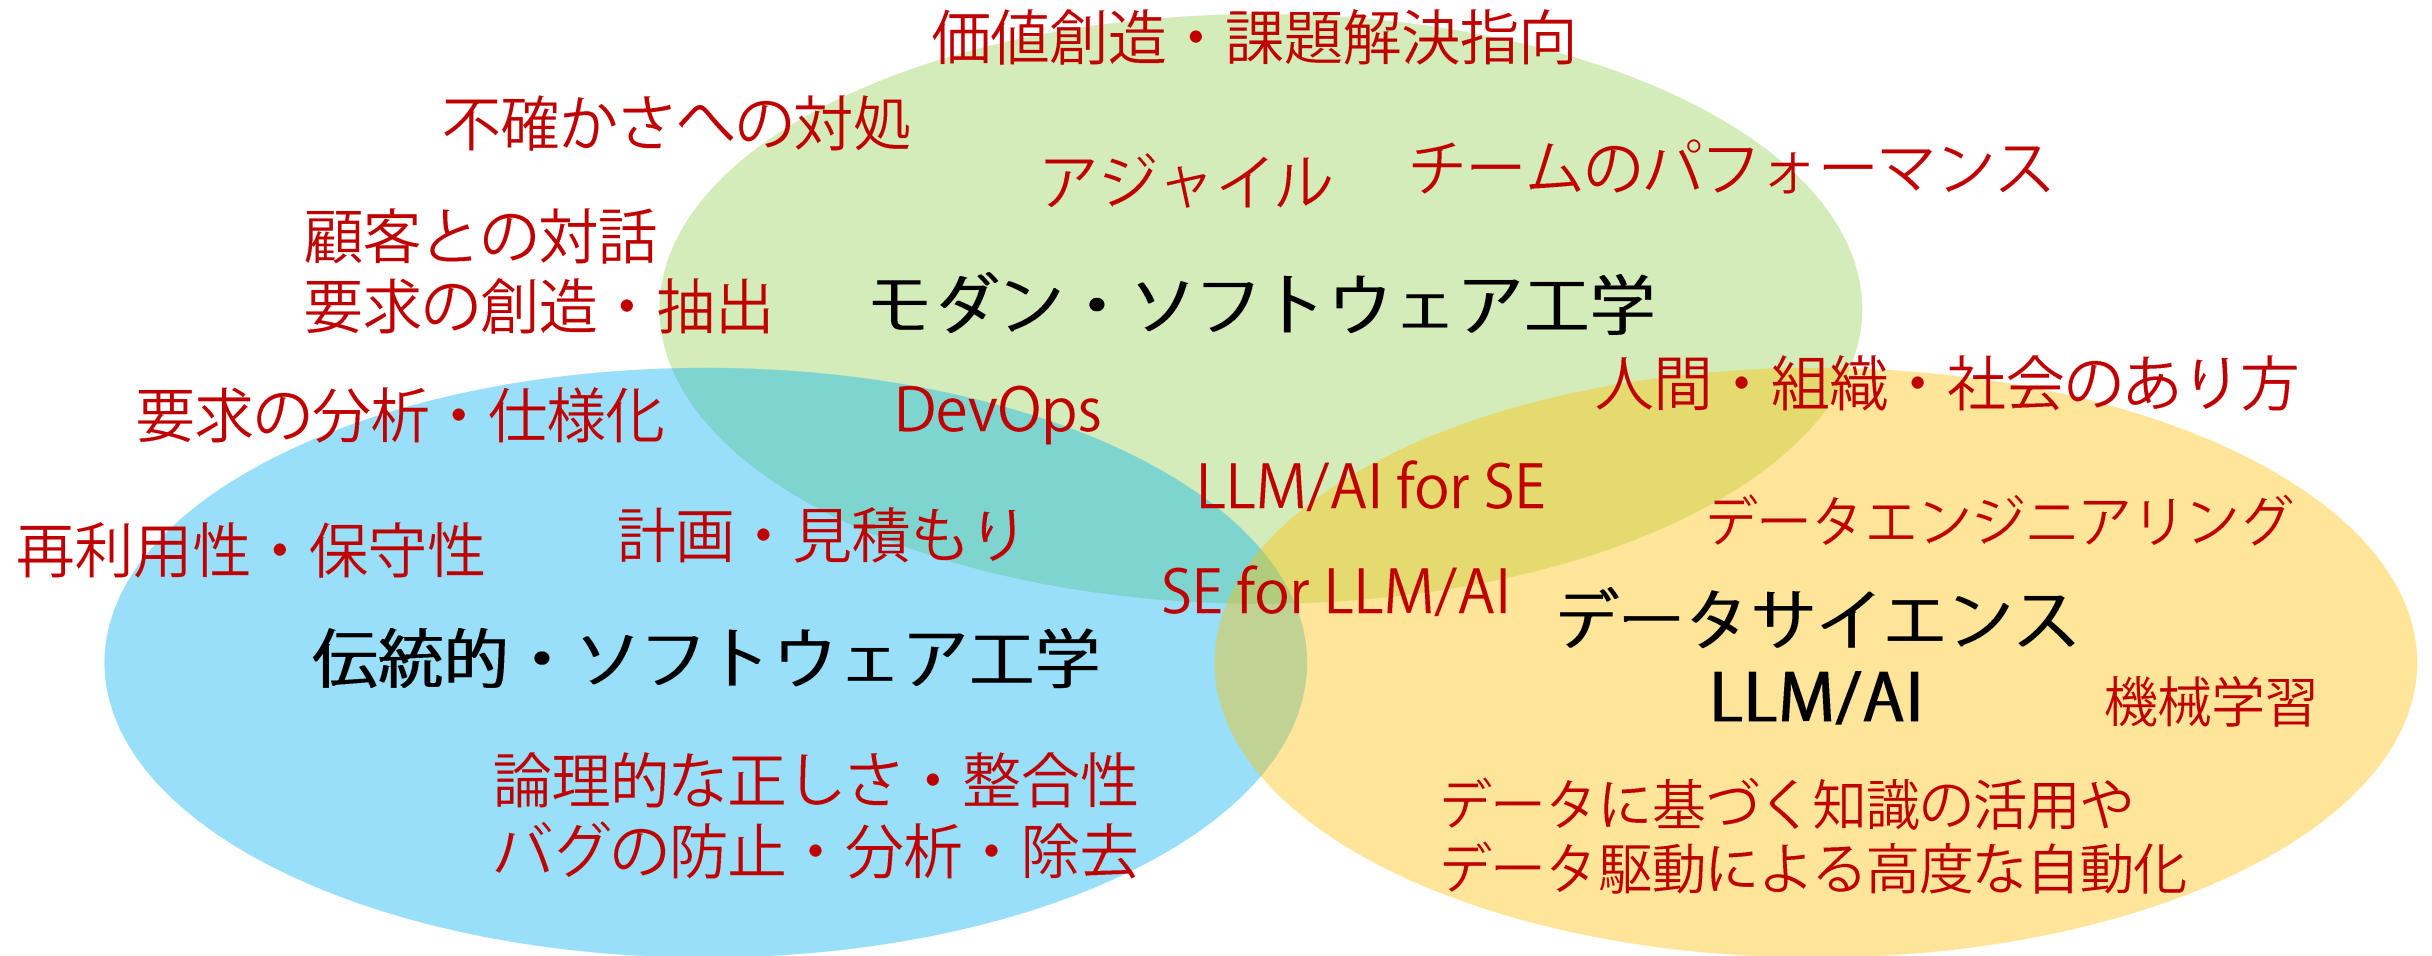 価値創造・課題解決指向
不確かさへの対処
アジャイル
チームのパフォーマンス
顧客との対話
要求の創造・抽出
モダン・ソフトウェア工学
人間・組織・社会のあり方
要求の分析・仕様化
DevOps
LLM/AI for SE
データエンジニアリング
再利用性・保守性
計画・見積もり
SE for LLM/AI
データサイエンス
LLM/AI
伝統的・ソフトウェア工学
機械学習
論理的な正しさ・整合性
バグの防止・分析・除去
データに基づく知識の活用や
データ駆動による高度な自動化